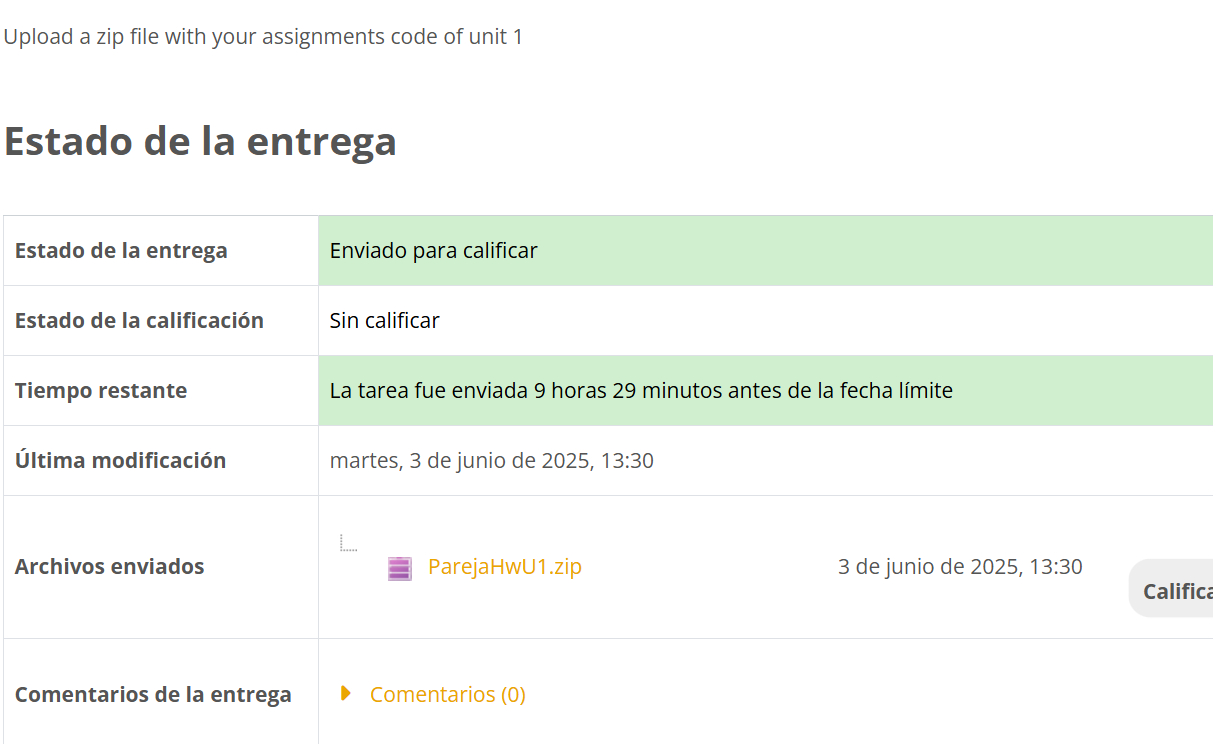 Upload a zip file with your assignments code of unit 1
Estado de la entrega
Estado de la entrega Enviado para calificar
Estado de la calificación Sin calificar
Tiempo restante La tarea fue enviada 9 horas 29 minutos antes de la fecha límite
Última modificación martes, 3 de junio de 2025, 13:30
Archivos enviados ParejaHwU1.zip 3 de junio de 2025, 13:30
Comentarios de la entrega Comentarios (0)